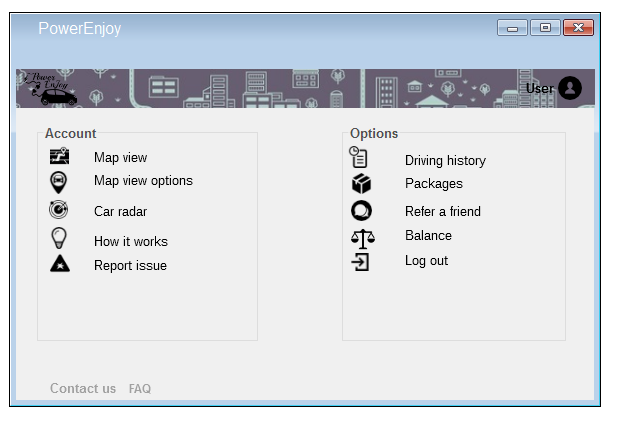 PowerEnjoy
Power
Enjoy
User
Account
Map view
Map view options
Car radar
How it works
Report issue
Options
Driving history
Packages
Refer a friend
Balance
Log out
Contact us FAQ